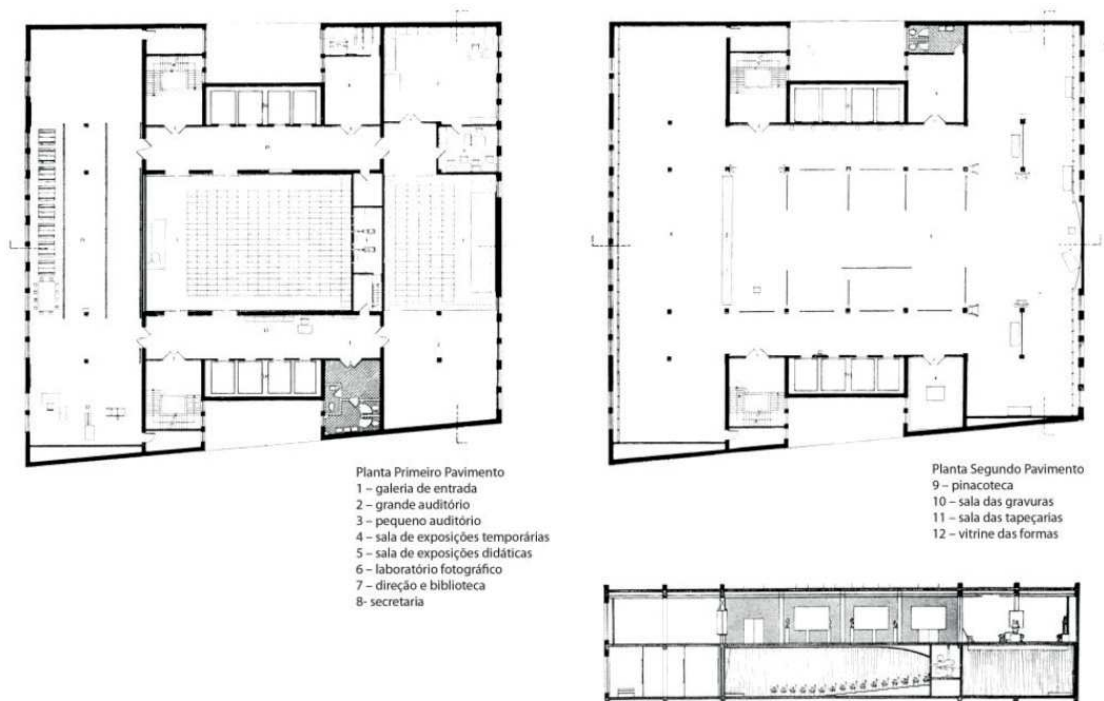 Planta Primeiro Pavimento
1 – galeria de entrada
2 – grande auditório
3 – pequeno auditório
4 – sala de exposições temporárias
5 – sala de exposições didáticas
6 – laboratório fotográfico
7 – direção e biblioteca
8- secretaria
Planta Segundo Pavimento
9 – pinacoteca
10 – sala das gravuras
11 – sala das tapeçarias
12 – vitrine das formas